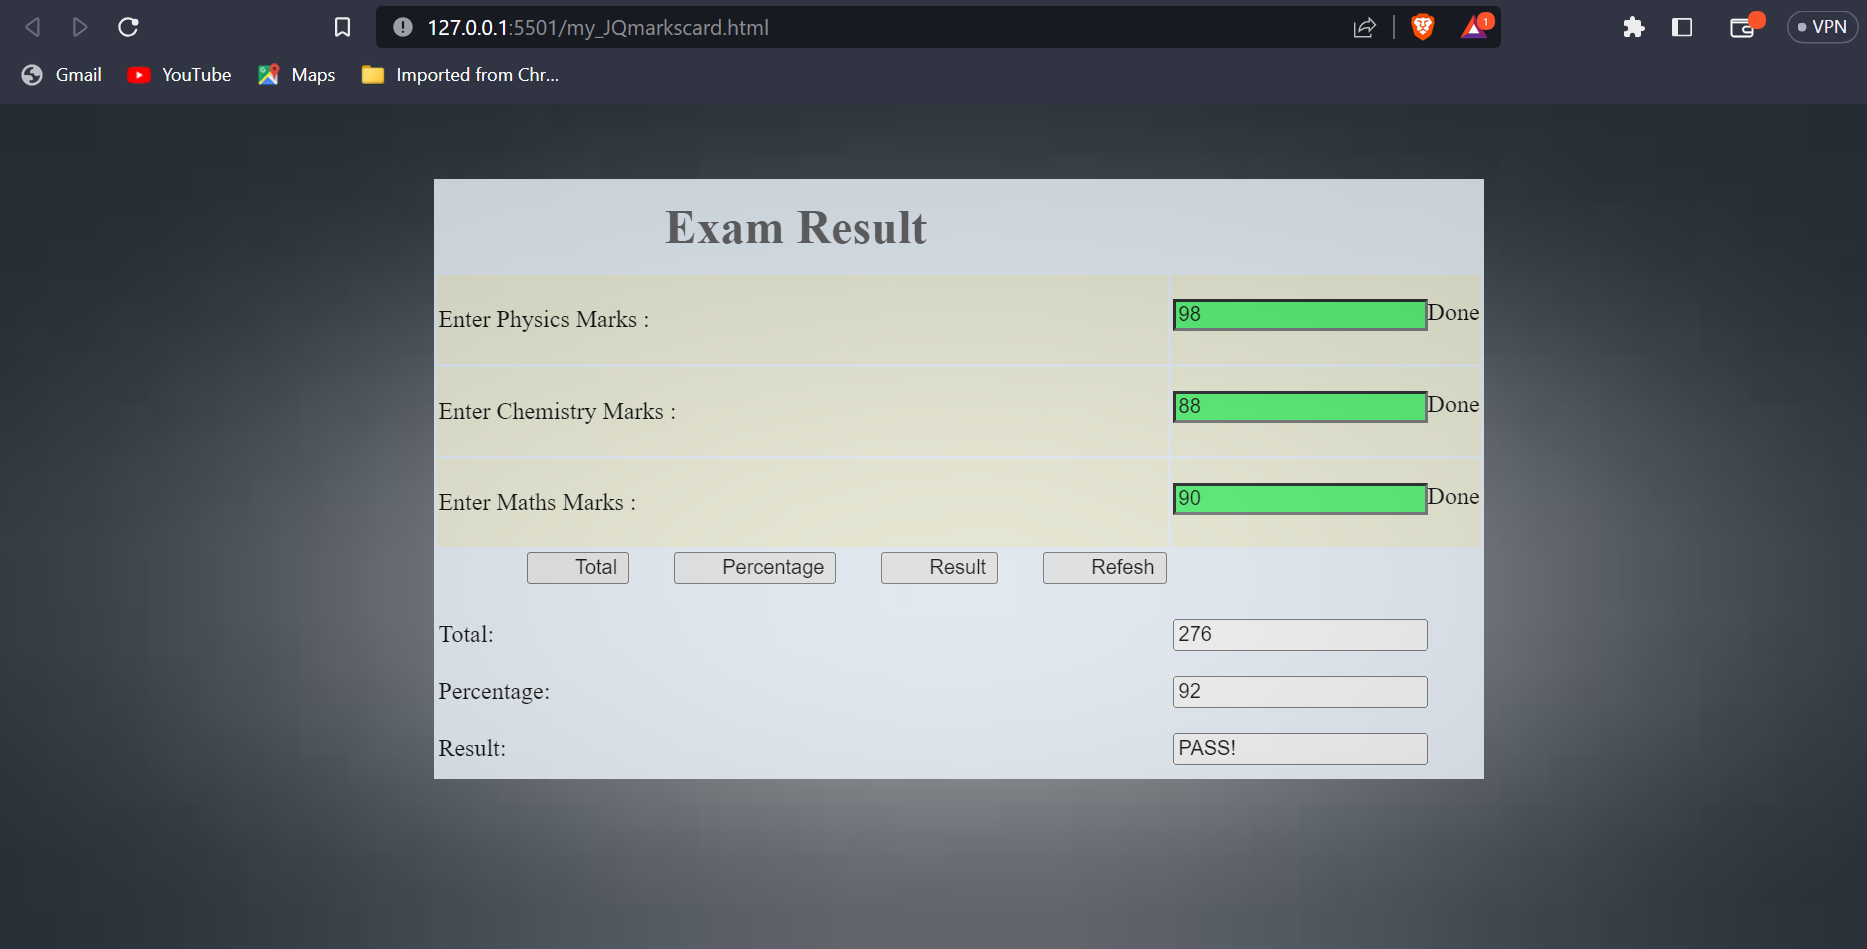 127.0.0.1:5501/my_JQmarkscard.html 1 VPN
Gmail YouTube Maps Imported from Chr...
Exam Result
Enter Physics Marks : 98 Done
Enter Chemistry Marks : 88 Done
Enter Maths Marks : 90 Done
Total Percentage Result Refesh
Total: 276
Percentage: 92
Result: PASS!